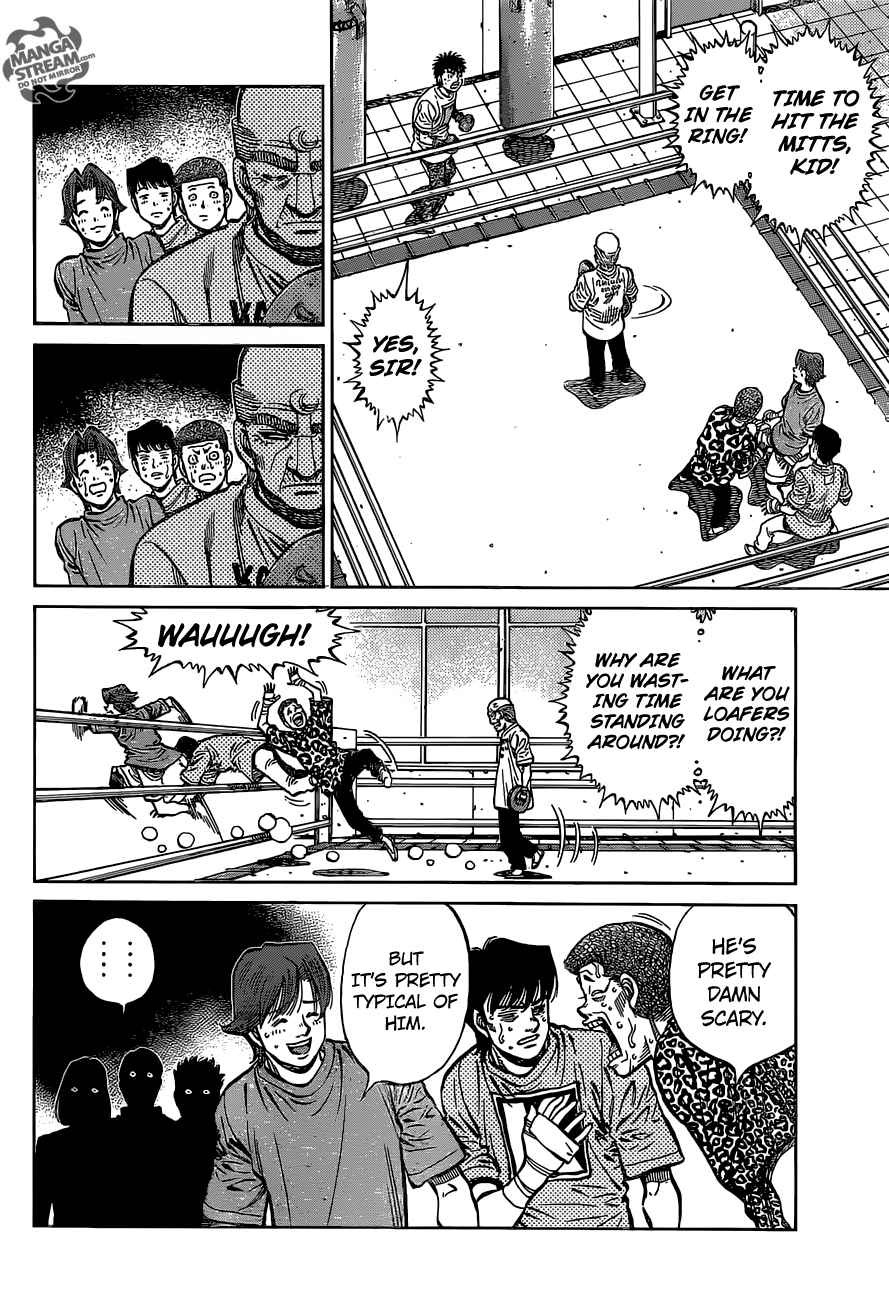 MANGA
STREAM.COM
DO NOT MIRROR
TIME TO
HIT THE
MITTS,
KID!
GET
IN THE
RING!
YES,
SIR!
WHAT
ARE YOU
LOAFERS
DOING?!
WHY ARE
YOU WAST-
ING TIME
STANDING
AROUND?!
WAUUUGH!
HE'S
PRETTY
DAMN
SCARY.
BUT
IT'S PRETTY
TYPICAL OF
HIM.